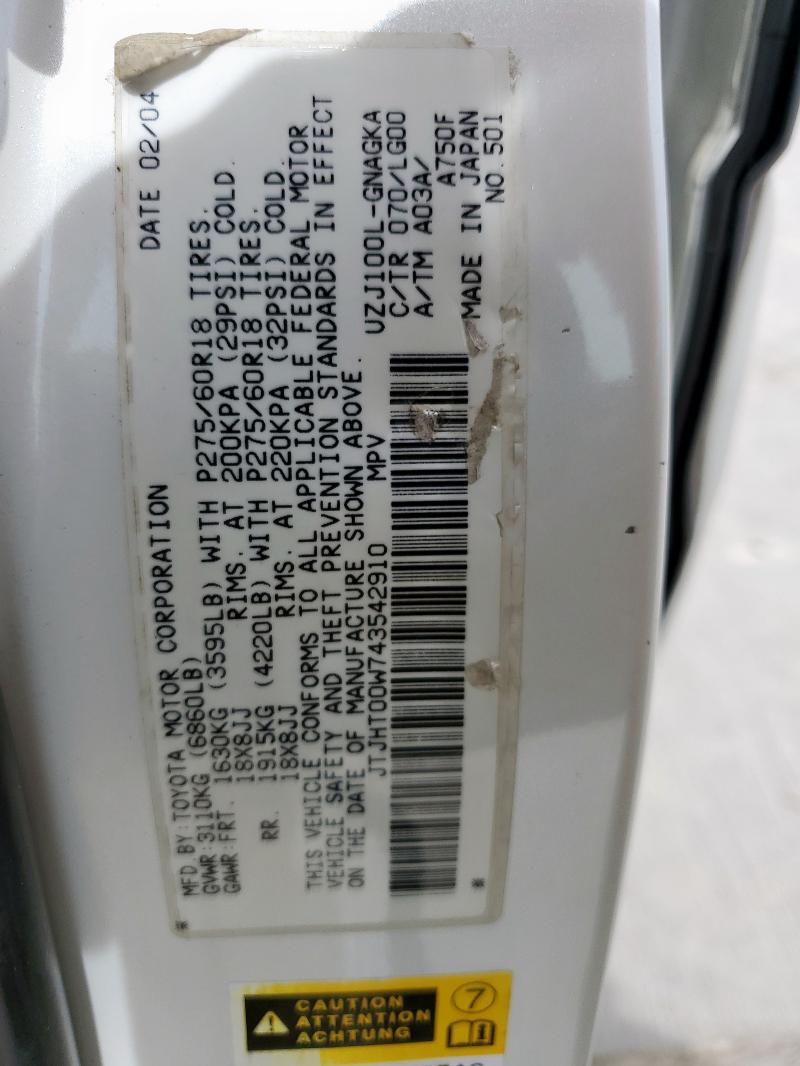 MFD.BY:TOYOTA MOTOR CORPORATION DATE 02/04
GVWR:3110KG (6860LB)
GAWR:FRT. 1630KG (3595LB) WITH P275/60R18 TIRES.
18X8JJ RIMS. AT 200KPA (29PSI) COLD.
RR. 1915KG (4220LB) WITH P275/60R18 TIRES.
18X8JJ RIMS. AT 220KPA (32PSI) COLD.
THIS VEHICLE CONFORMS TO ALL APPLICABLE FEDERAL MOTOR
VEHICLE SAFETY AND THEFT PREVENTION STANDARDS IN EFFECT
ON THE DATE OF MANUFACTURE SHOWN ABOVE.
JTJHT00W743542910 MPV
UZJ100L-GNAGKA
C/TR 070/LG00
A/TM A03A/
A750F
MADE IN JAPAN
NO.501
CAUTION
ATTENTION
ACHTUNG
7